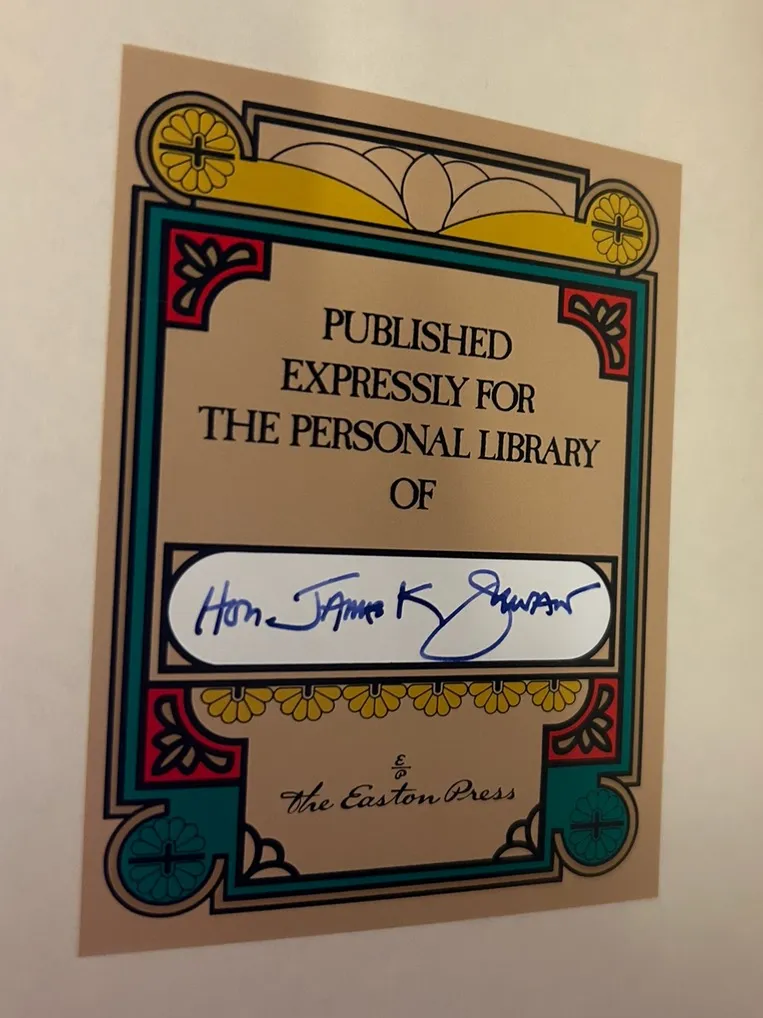 PUBLISHED
EXPRESSLY FOR
THE PERSONAL LIBRARY
OF
Hon. James K
E
P
The Easton Press